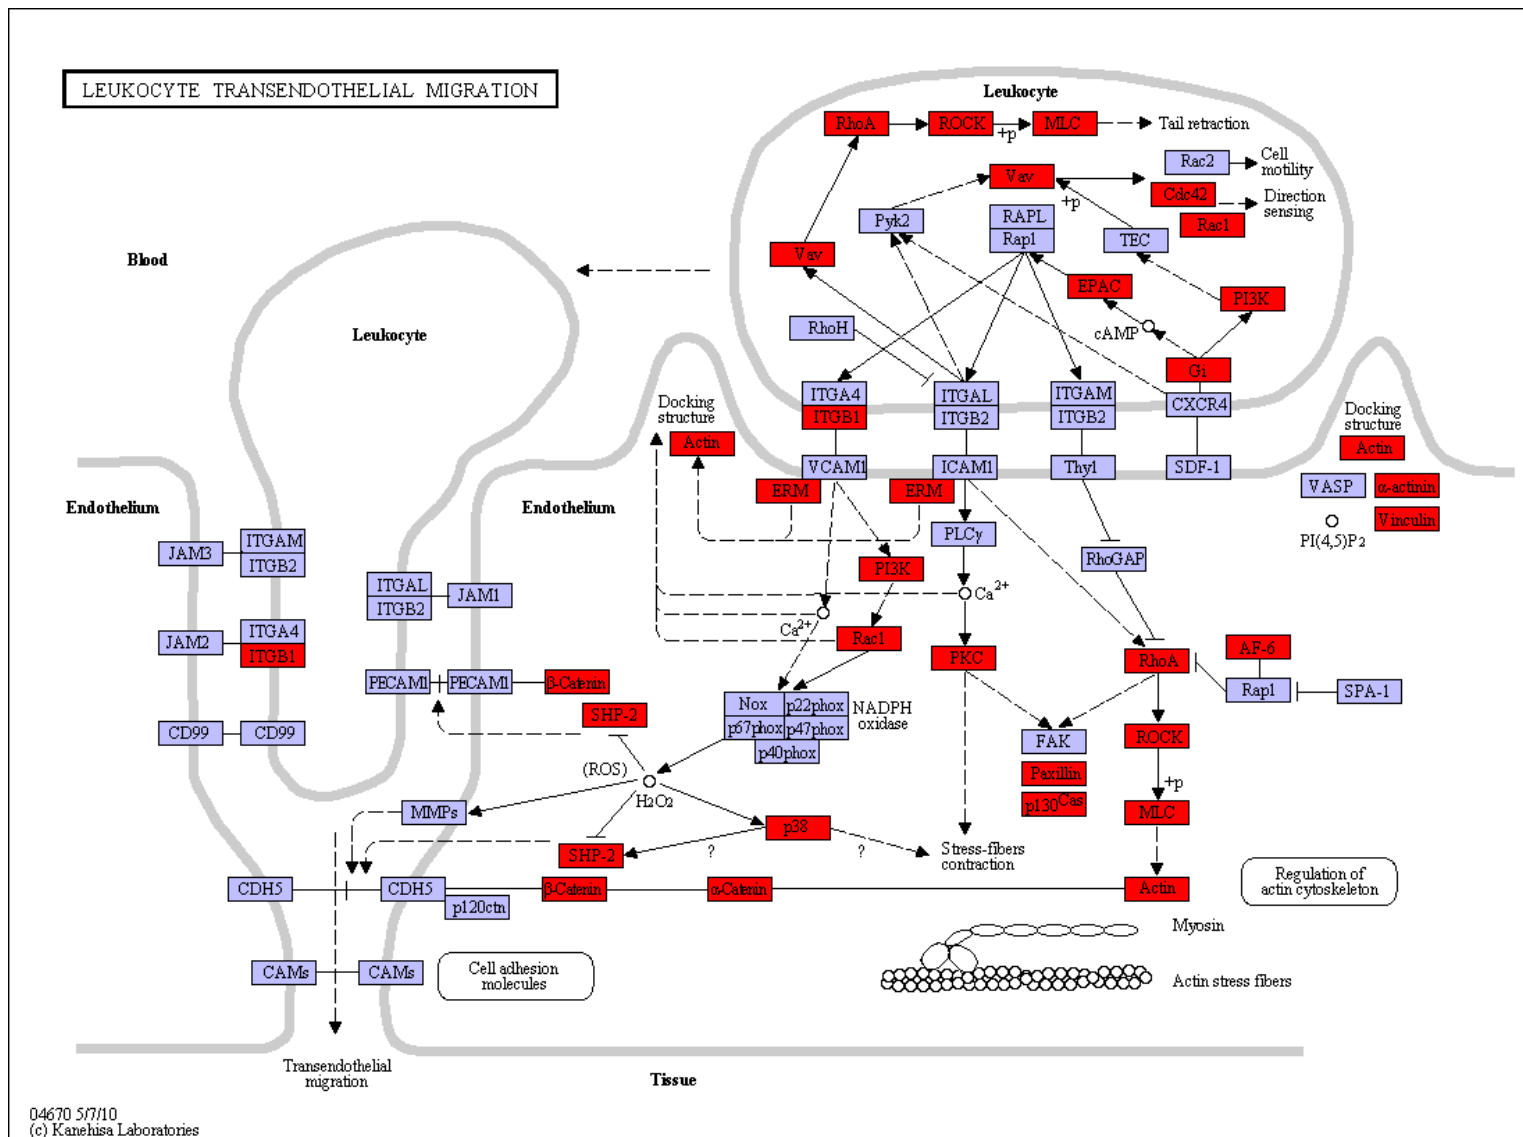 LEUKOCYTE TRANSENDOTHELIAL MIGRATION
Leukocyte
RhoA
ROCK
+p
MLC
Tail retraction
Vav
+p
Rac2
Cell
motility
Cdc42
Direction
sensing
Rac1
Pyk2
RAPL
Rap1
TEC
Vav
EPAC
PI3K
cAMP
RhoH
Gi
Blood
Leukocyte
ITGA4
ITGB1
ITGAL
ITGB2
ITGAM
ITGB2
CXCR4
Docking
structure
Actin
Docking
structure
Actin
VCAM1
ICAM1
Thy1
SDF-1
ERM
ERM
VASP
α-actinin
Vinculin
PI(4,5)P2
Endothelium
Endothelium
PLCγ
RhoGAP
JAM3
ITGAM
ITGB2
ITGAL
ITGB2
JAM1
PI3K
Ca2+
Ca2+
JAM2
ITGA4
ITGB1
Rac1
PKC
RhoA
AF-6
Rap1
SPA-1
PECAM1
PECAM1
β-Catenin
SHP-2
Nox
p22phox
p67phox
p47phox
p40phox
NADPH
oxidase
CD99
CD99
FAK
Paxillin
p130Cas
ROCK
+p
MLC
(ROS)
H2O2
MMPs
p38
SHP-2
?
?
Stress-fibers
contraction
CDH5
CDH5
p120ctn
β-Catenin
α-Catenin
Actin
Regulation of
actin cytoskeleton
Myosin
Actin stress fibers
CAMs
CAMs
Cell adhesion
molecules
Transendothelial
migration
Tissue
04670 5/7/10
(c) Kanehisa Laboratories